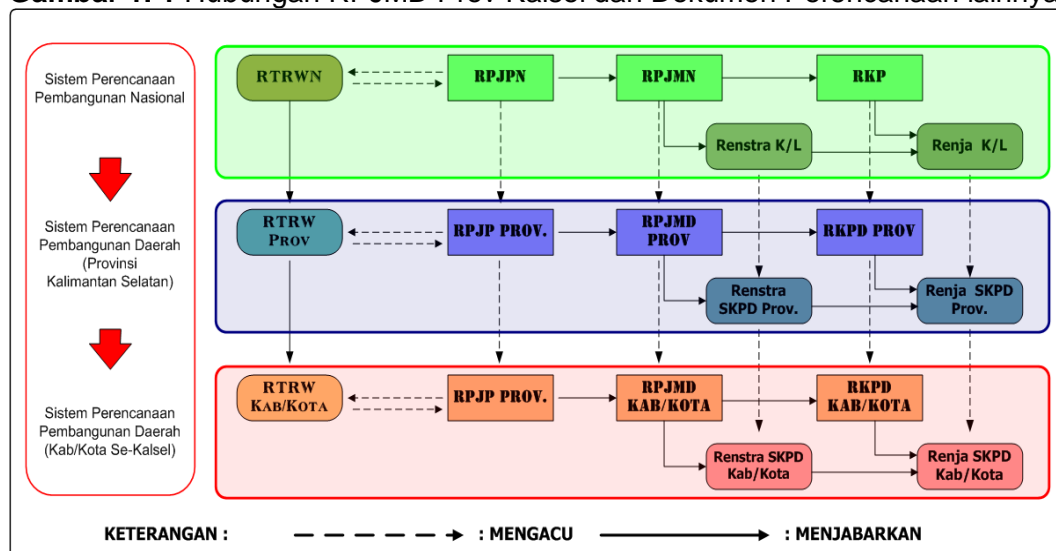 Gambar 1. 1 Hubungan RPJMD Prov Kalsel dan Dokumen Perencanaan lainnya
Sistem Perencanaan
Pembangunan Nasional
RTRWN
RPJPN
RPJMN
RKP
Renstra K/L
Renja K/L
Sistem Perencanaan
Pembangunan Daerah
(Provinsi
Kalimantan Selatan)
RTRW
PROV
RPJP PROV.
RPJMD
PROV
RKPD PROV
Renstra
SKPD Prov.
Renja SKPD
Prov.
Sistem Perencanaan
Pembangunan Daerah
(Kab/Kota Se-Kalsel)
RTRW
KAB/KOTA
RPJP PROV.
RPJMD
KAB/KOTA
RKPD
KAB/KOTA
Renstra SKPD
Kab/Kota
Renja SKPD
Kab/Kota
KETERANGAN : : MENGACU : MENJABARKAN